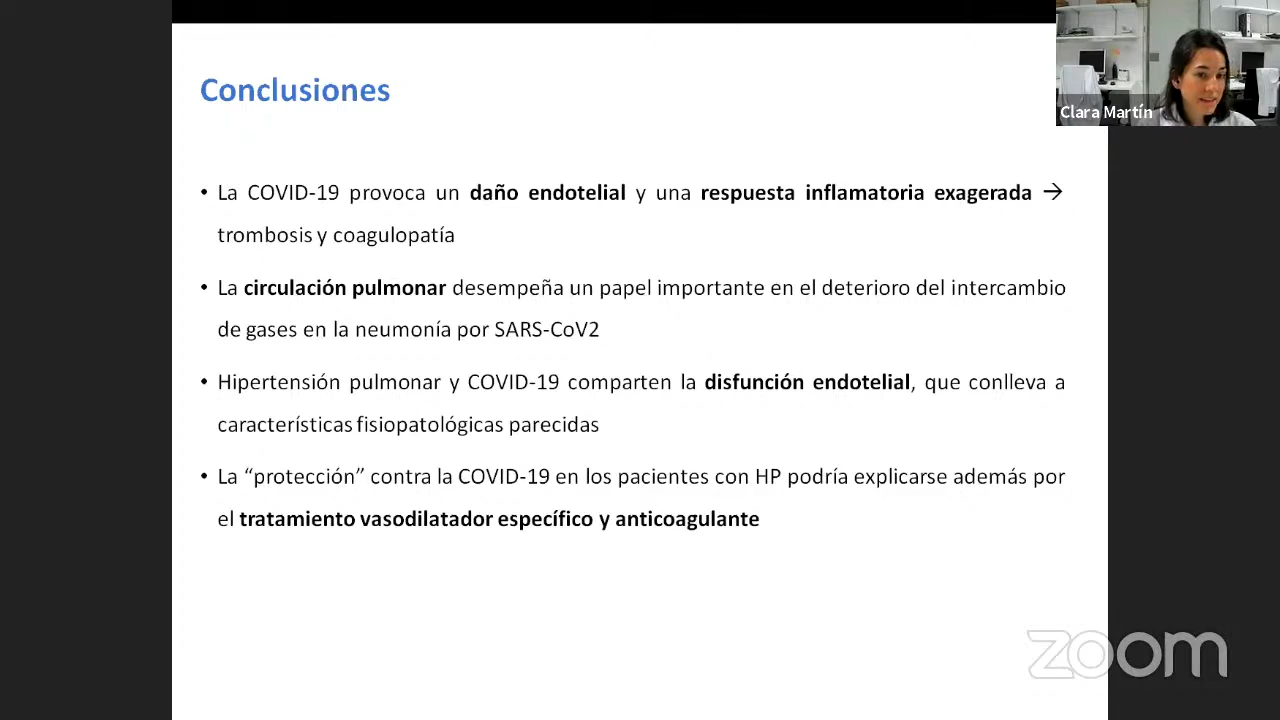 Conclusiones
Clara Martín
• La COVID-19 provoca un daño endotelial y una respuesta inflamatoria exagerada →
trombosis y coagulopatía
• La circulación pulmonar desempeña un papel importante en el deterioro del intercambio
de gases en la neumonía por SARS-CoV2
• Hipertensión pulmonar y COVID-19 comparten la disfunción endotelial, que conlleva a
características fisiopatológicas parecidas
• La “protección” contra la COVID-19 en los pacientes con HP podría explicarse además por
el tratamiento vasodilatador específico y anticoagulante
zoom